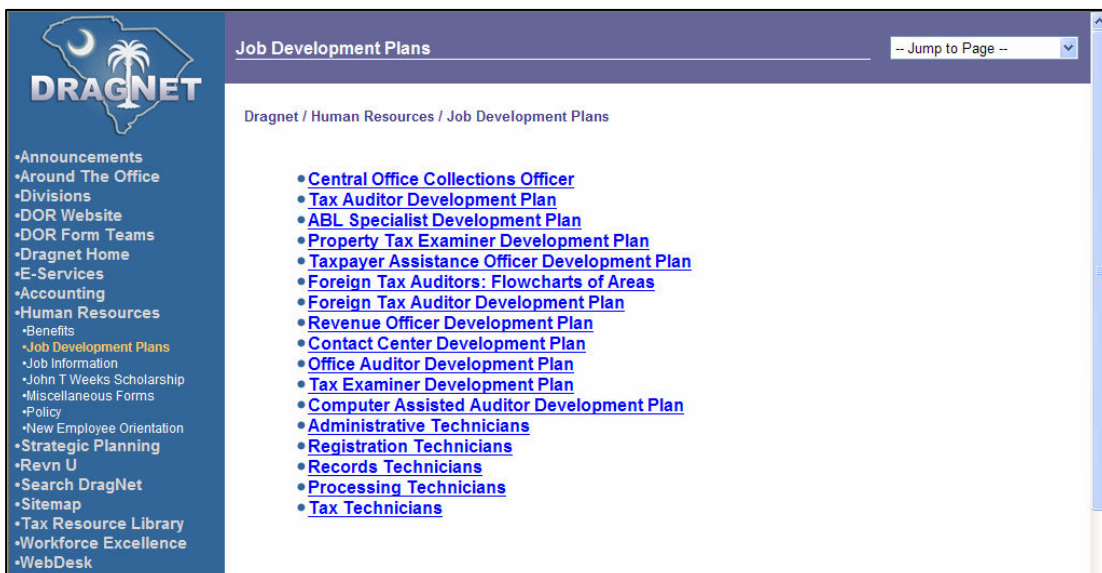 DRAGNET
Job Development Plans
-- Jump to Page --
Dragnet / Human Resources / Job Development Plans
•Announcements
•Around The Office
•Divisions
•DOR Website
•DOR Form Teams
•Dragnet Home
•E-Services
•Accounting
•Human Resources
•Benefits
•Job Development Plans
•Job Information
•John T Weeks Scholarship
•Miscellaneous Forms
•Policy
•New Employee Orientation
•Strategic Planning
•Revn U
•Search DragNet
•Sitemap
•Tax Resource Library
•Workforce Excellence
•WebDesk
•Central Office Collections Officer
•Tax Auditor Development Plan
•ABL Specialist Development Plan
•Property Tax Examiner Development Plan
•Taxpayer Assistance Officer Development Plan
•Foreign Tax Auditors: Flowcharts of Areas
•Foreign Tax Auditor Development Plan
•Revenue Officer Development Plan
•Contact Center Development Plan
•Office Auditor Development Plan
•Tax Examiner Development Plan
•Computer Assisted Auditor Development Plan
•Administrative Technicians
•Registration Technicians
•Records Technicians
•Processing Technicians
•Tax Technicians